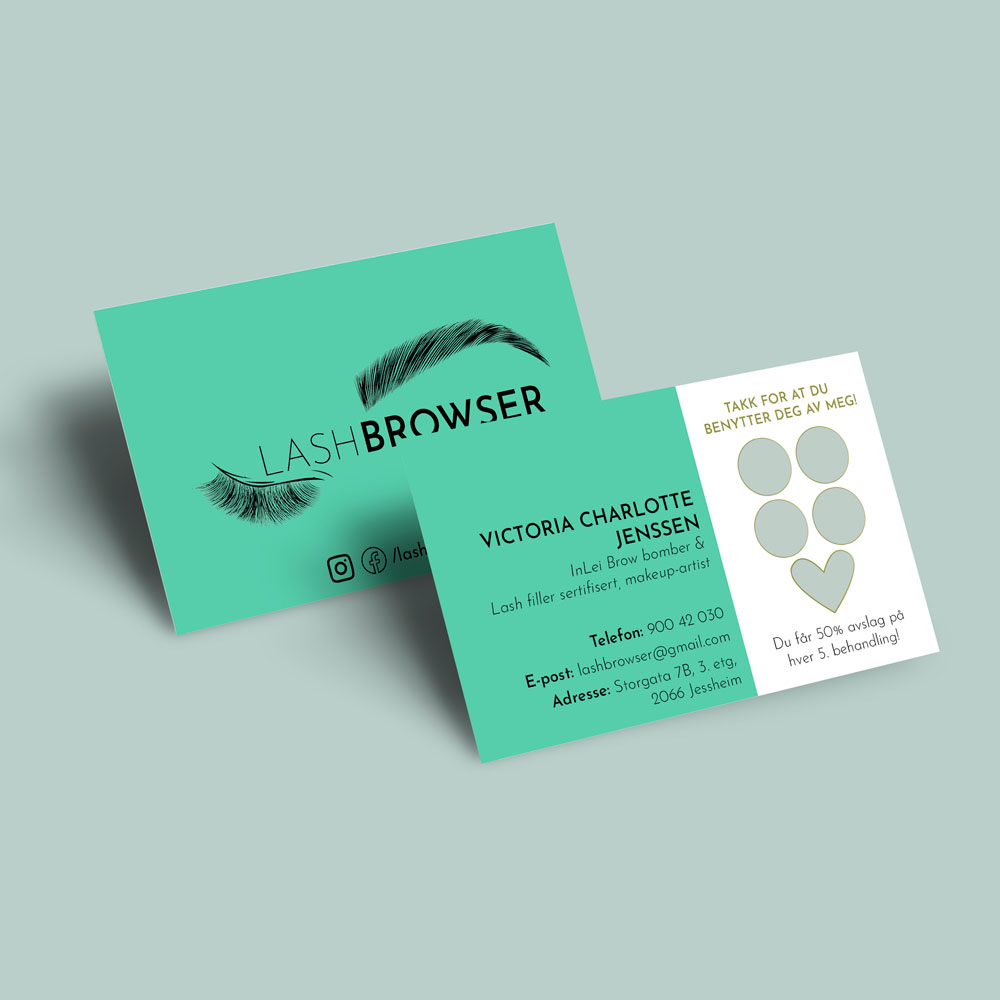 LASHBROWSER
/lash
VICTORIA CHARLOTTE
JENSSEN
InLei Brow bomber &
Lash filler sertifisert, makeup-artist
Telefon: 900 42 030
E-post: lashbrowser@gmail.com
Adresse: Storgata 7B, 3. etg,
2066 Jessheim
TAKK FOR AT DU
BENYTTER DEG AV MEG!
Du får 50% avslag på
hver 5. behandling!